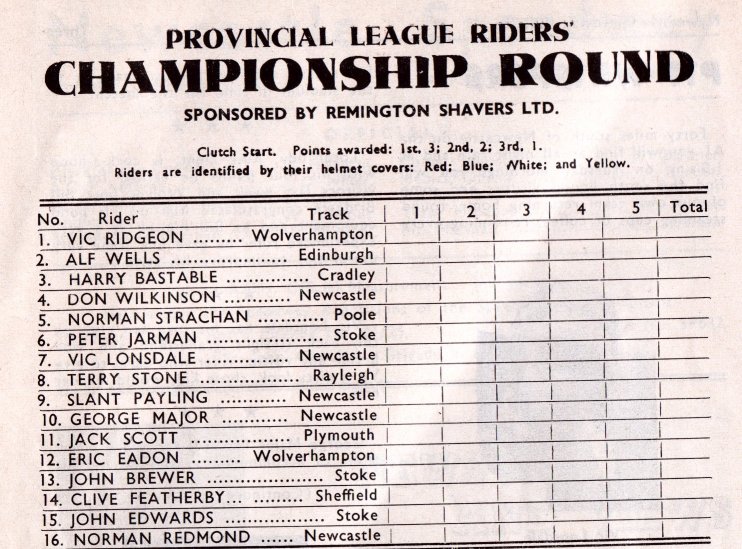 PROVINCIAL LEAGUE RIDERS'
CHAMPIONSHIP ROUND
SPONSORED BY REMINGTON SHAVERS LTD.
Clutch Start. Points awarded: 1st, 3; 2nd, 2; 3rd, 1.
Riders are identified by their helmet covers: Red; Blue; White; and Yellow.
No. Rider Track 1 2 3 4 5 Total
1. VIC RIDGEON ......... Wolverhampton
2. ALF WELLS ..................... Edinburgh
3. HARRY BASTABLE ............... Cradley
4. DON WILKINSON ............ Newcastle
5. NORMAN STRACHAN ............ Poole
6. PETER JARMAN .................... Stoke
7. VIC LONSDALE ............... Newcastle
8. TERRY STONE .................. Rayleigh
9. SLANT PAYLING ............ Newcastle
10. GEORGE MAJOR ............ Newcastle
11. JACK SCOTT .................. Plymouth
12. ERIC EADON ......... Wolverhampton
13. JOHN BREWER .................. Stoke
14. CLIVE FEATHERBY.. ......... Sheffield
15. JOHN EDWARDS .................. Stoke
16. NORMAN REDMOND ...... Newcastle